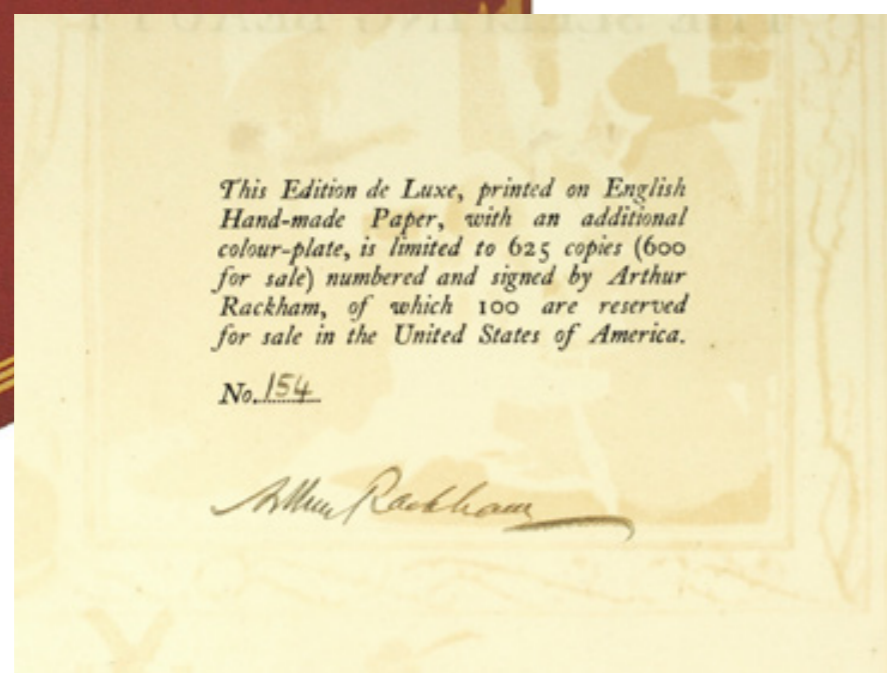 This Edition de Luxe, printed on English
Hand-made Paper, with an additional
colour-plate, is limited to 625 copies (600
for sale) numbered and signed by Arthur
Rackham, of which 100 are reserved
for sale in the United States of America.
No. 154
Arthur Rackham